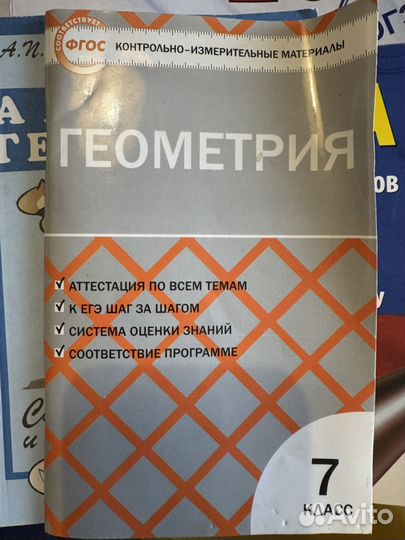 СООТВЕТСТВУЕТ
ФГОС
КОНТРОЛЬНО-ИЗМЕРИТЕЛЬНЫЕ МАТЕРИАЛЫ
А.П.
ГЕОМЕТРИЯ
АТТЕСТАЦИЯ ПО ВСЕМ ТЕМАМ
К ЕГЭ ШАГ ЗА ШАГОМ
СИСТЕМА ОЦЕНКИ ЗНАНИЙ
СООТВЕТСТВИЕ ПРОГРАММЕ
7
КЛАСС
Avito